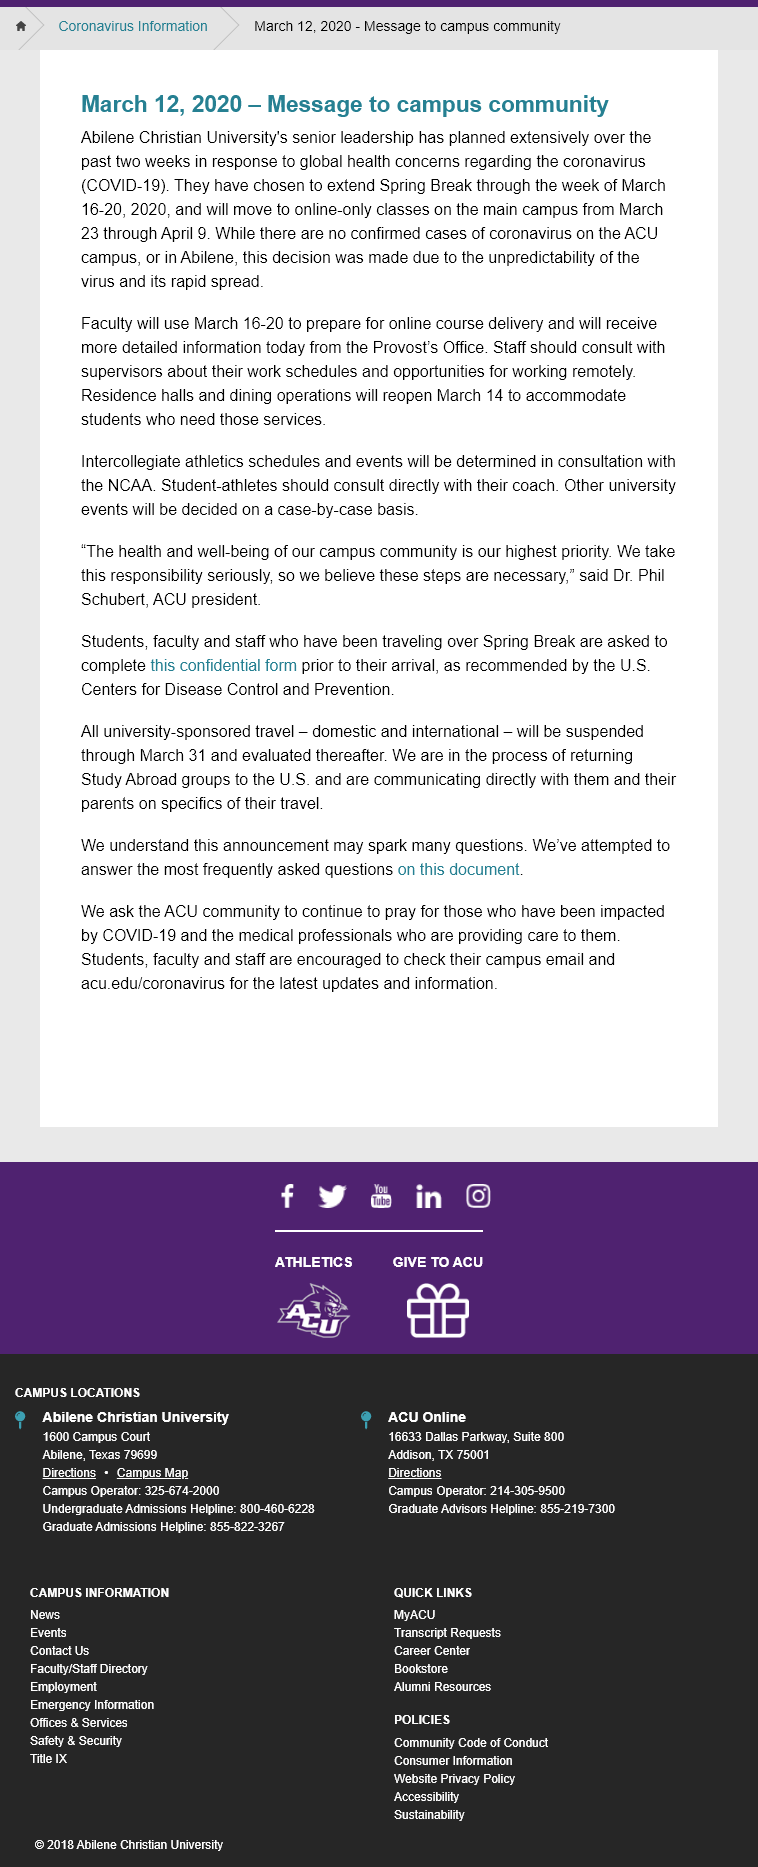 Coronavirus Information
March 12, 2020 - Message to campus community
March 12, 2020 – Message to campus community
Abilene Christian University's senior leadership has planned extensively over the
past two weeks in response to global health concerns regarding the coronavirus
(COVID-19). They have chosen to extend Spring Break through the week of March
16-20, 2020, and will move to online-only classes on the main campus from March
23 through April 9. While there are no confirmed cases of coronavirus on the ACU
campus, or in Abilene, this decision was made due to the unpredictability of the
virus and its rapid spread.
Faculty will use March 16-20 to prepare for online course delivery and will receive
more detailed information today from the Provost’s Office. Staff should consult with
supervisors about their work schedules and opportunities for working remotely.
Residence halls and dining operations will reopen March 14 to accommodate
students who need those services.
Intercollegiate athletics schedules and events will be determined in consultation with
the NCAA. Student-athletes should consult directly with their coach. Other university
events will be decided on a case-by-case basis.
“The health and well-being of our campus community is our highest priority. We take
this responsibility seriously, so we believe these steps are necessary,” said Dr. Phil
Schubert, ACU president.
Students, faculty and staff who have been traveling over Spring Break are asked to
complete this confidential form prior to their arrival, as recommended by the U.S.
Centers for Disease Control and Prevention.
All university-sponsored travel – domestic and international – will be suspended
through March 31 and evaluated thereafter. We are in the process of returning
Study Abroad groups to the U.S. and are communicating directly with them and their
parents on specifics of their travel.
We understand this announcement may spark many questions. We’ve attempted to
answer the most frequently asked questions on this document.
We ask the ACU community to continue to pray for those who have been impacted
by COVID-19 and the medical professionals who are providing care to them.
Students, faculty and staff are encouraged to check their campus email and
acu.edu/coronavirus for the latest updates and information.
You
Tube
in
ATHLETICS
GIVE TO ACU
ACU
CAMPUS LOCATIONS
Abilene Christian University
1600 Campus Court
Abilene, Texas 79699
Directions • Campus Map
Campus Operator: 325-674-2000
Undergraduate Admissions Helpline: 800-460-6228
Graduate Admissions Helpline: 855-822-3267
ACU Online
16633 Dallas Parkway, Suite 800
Addison, TX 75001
Directions
Campus Operator: 214-305-9500
Graduate Advisors Helpline: 855-219-7300
CAMPUS INFORMATION
News
Events
Contact Us
Faculty/Staff Directory
Employment
Emergency Information
Offices & Services
Safety & Security
Title IX
QUICK LINKS
MyACU
Transcript Requests
Career Center
Bookstore
Alumni Resources
POLICIES
Community Code of Conduct
Consumer Information
Website Privacy Policy
Accessibility
Sustainability
© 2018 Abilene Christian University